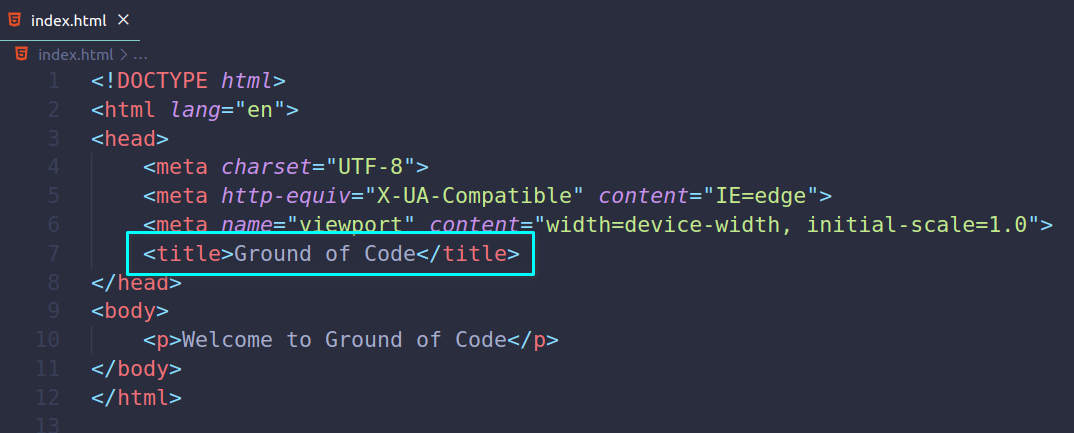 index.html ×
index.html > ...
1 <!DOCTYPE html>
2 <html lang="en">
3 <head>
4     <meta charset="UTF-8">
5     <meta http-equiv="X-UA-Compatible" content="IE=edge">
6     <meta name="viewport" content="width=device-width, initial-scale=1.0">
7     <title>Ground of Code</title>
8 </head>
9 <body>
10     <p>Welcome to Ground of Code</p>
11 </body>
12 </html>
13